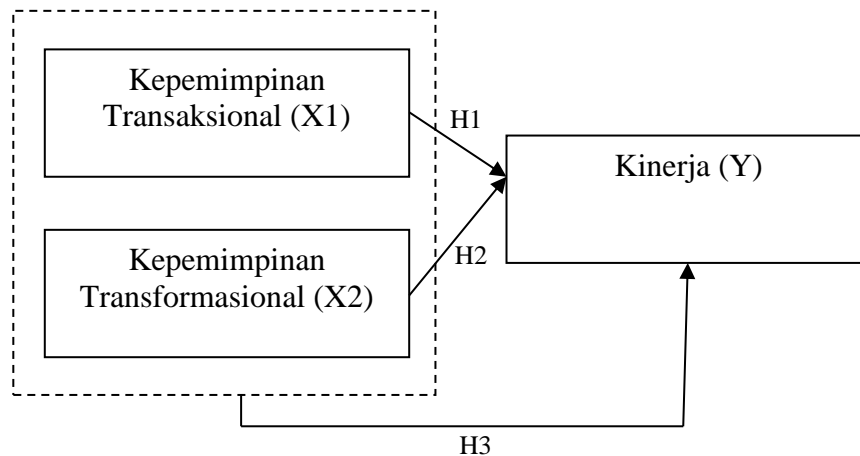 Kepemimpinan
Transaksional (X1)
H1
Kinerja (Y)
Kepemimpinan
Transformasional (X2)
H2
H3